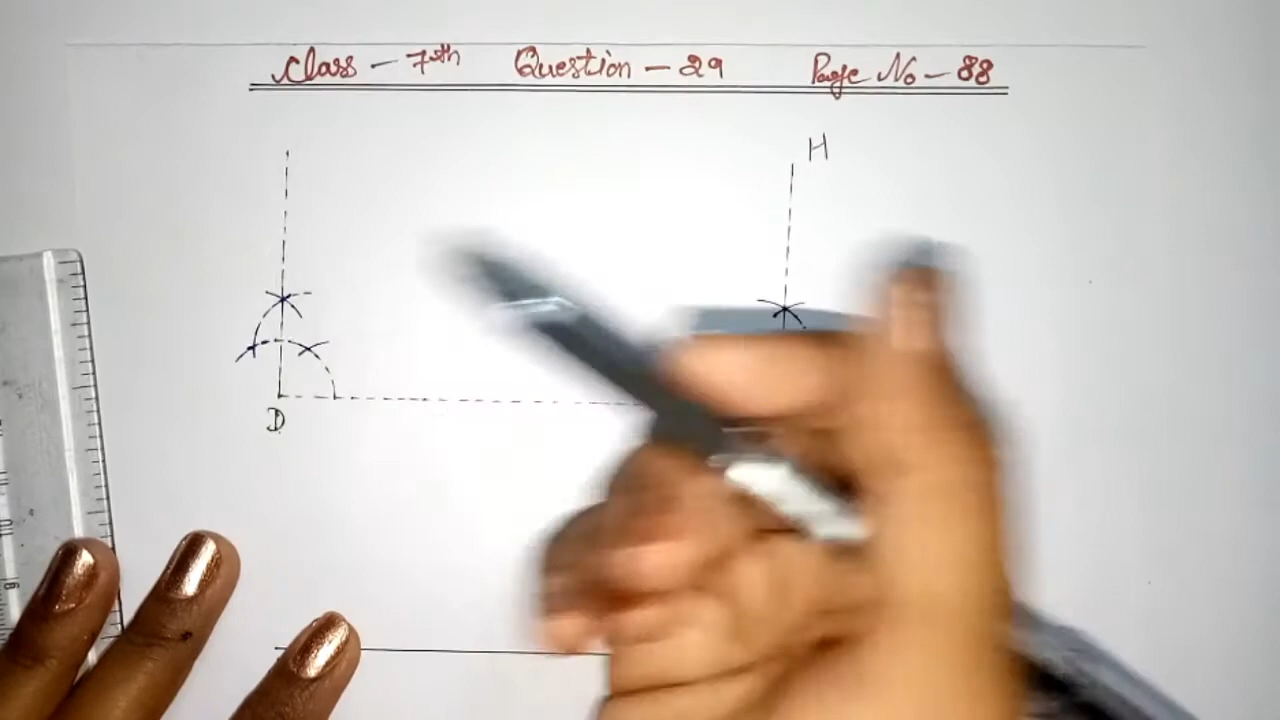 Class – 7th Question – 29 Page No – 88
H
D